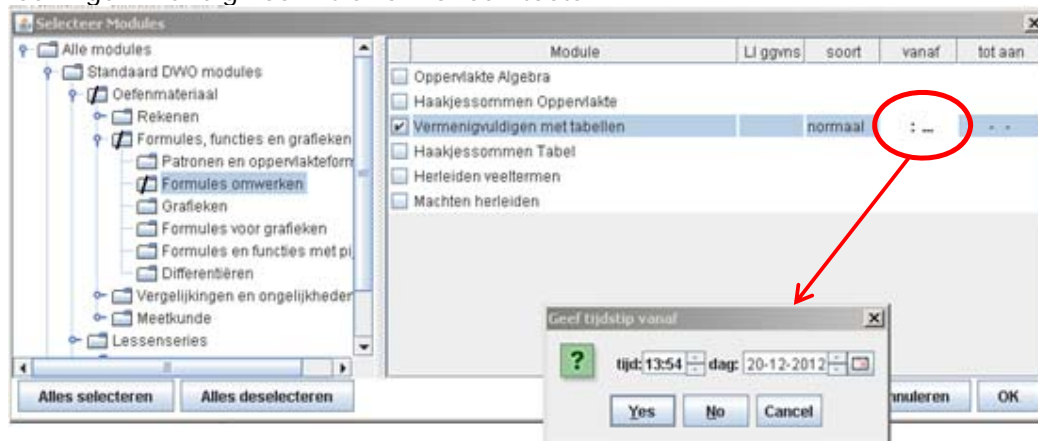 Selecteer Modules
Alle modules
Standaard DWO modules
Oefenmateriaal
Rekenen
Formules, functies en grafieken
Patronen en oppervlakteform
Formules omwerken
Grafieken
Formules voor grafieken
Formules en functies met pi
Differentiëren
Vergelijkingen en ongelijkheder
Meetkunde
Lessenseries
Alles selecteren Alles deselecteren
Module Ll ggvns soort vanaf tot aan
Oppervlakte Algebra
Haakjessommen Oppervlakte
Vermenigvuldigen met tabellen normaal : ... - -
Haakjessommen Tabel
Herleiden veeltermen
Machten herleiden
Geef tijdstip vanaf
? tijd: 13:54 dag: 20-12-2012
Yes No Cancel
nnuleren OK